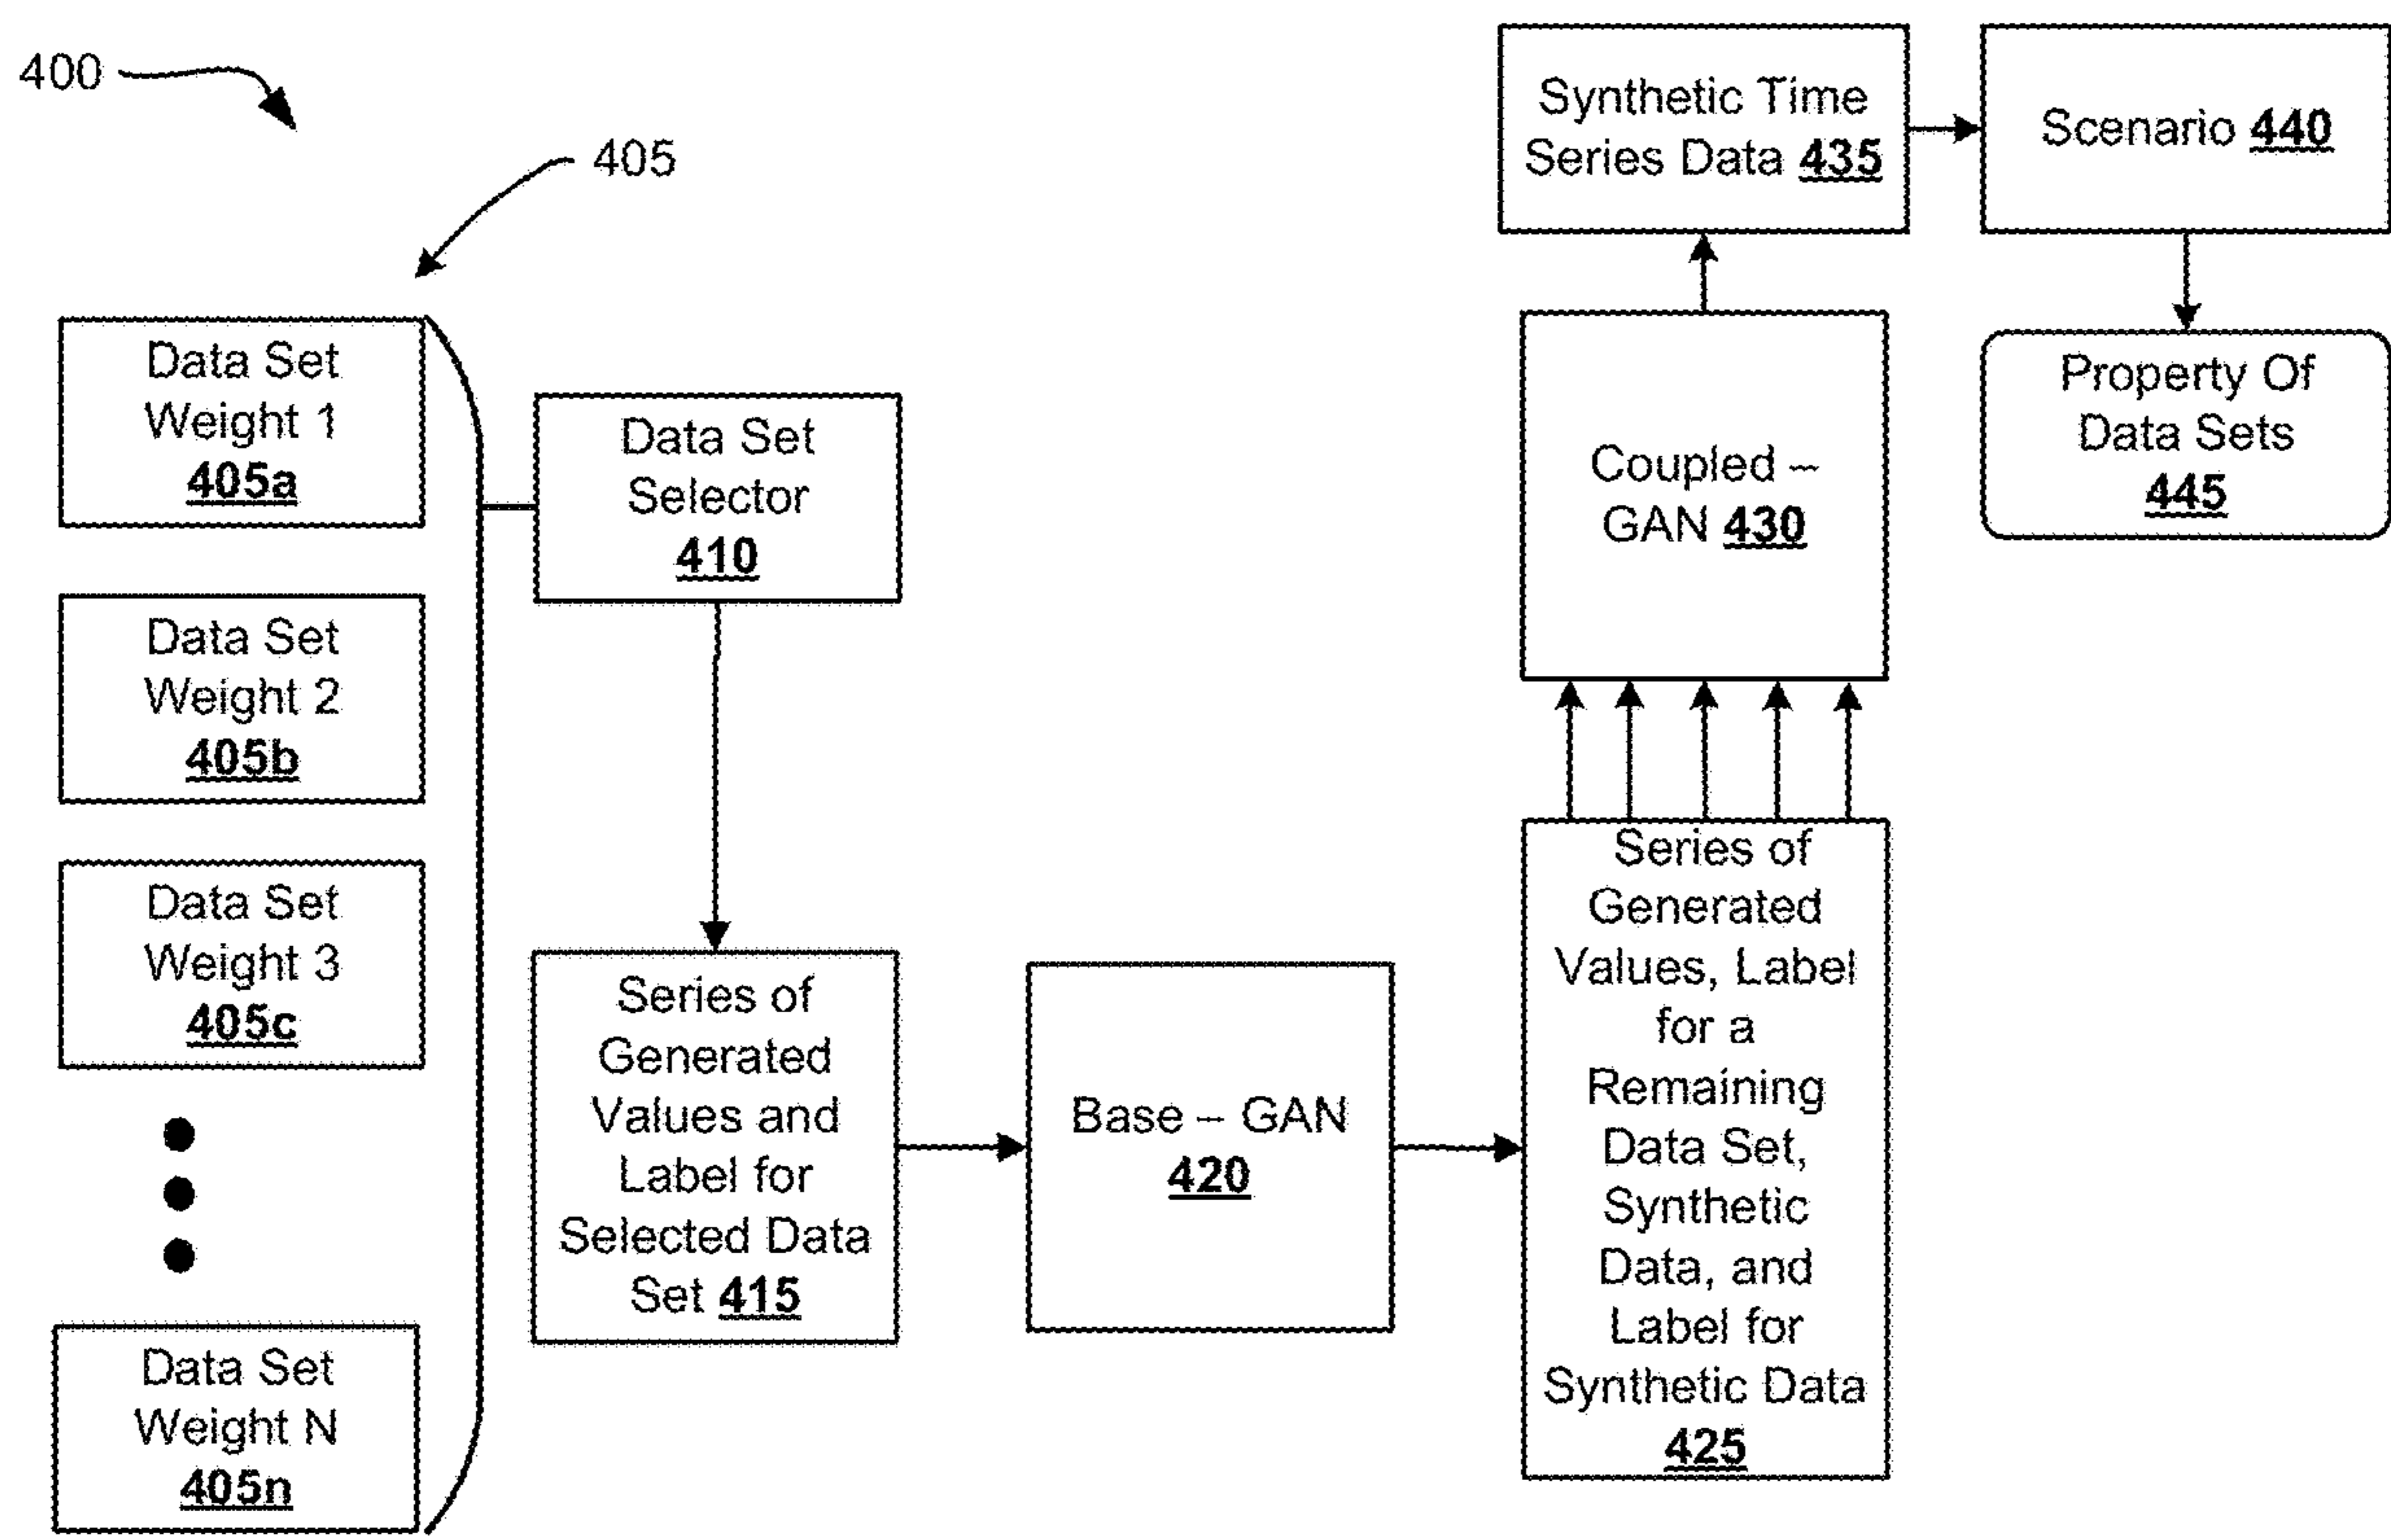 400
405
Data Set
Weight 1
405a
Data Set
Weight 2
405b
Data Set
Weight 3
405c
Data Set
Weight N
405n
Data Set
Selector
410
Series of
Generated
Values and
Label for
Selected Data
Set 415
Base – GAN
420
Series of
Generated
Values, Label
for a
Remaining
Data Set,
Synthetic
Data, and
Label for
Synthetic Data
425
Coupled –
GAN 430
Synthetic Time
Series Data 435
Scenario 440
Property Of
Data Sets
445